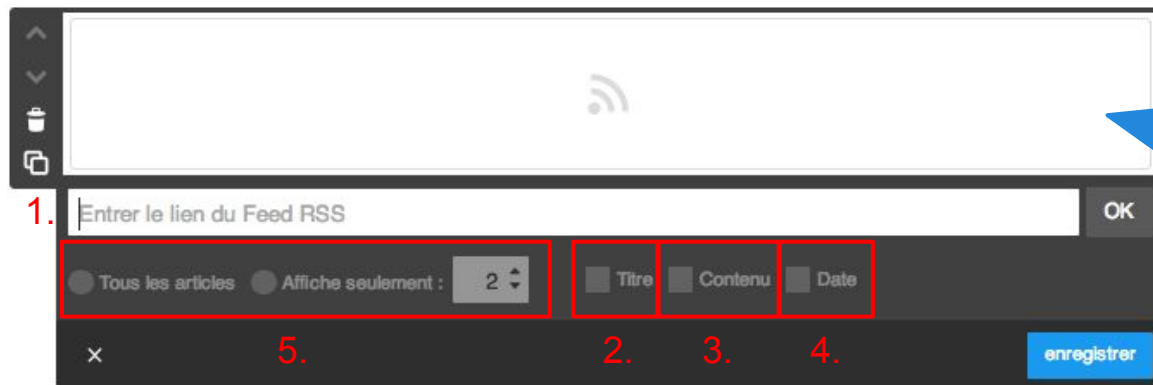 1. Entrer le lien du Feed RSS OK
Tous les articles Affiche seulement : 2 Titre Contenu Date
× 5. 2. 3. 4. enregistrer